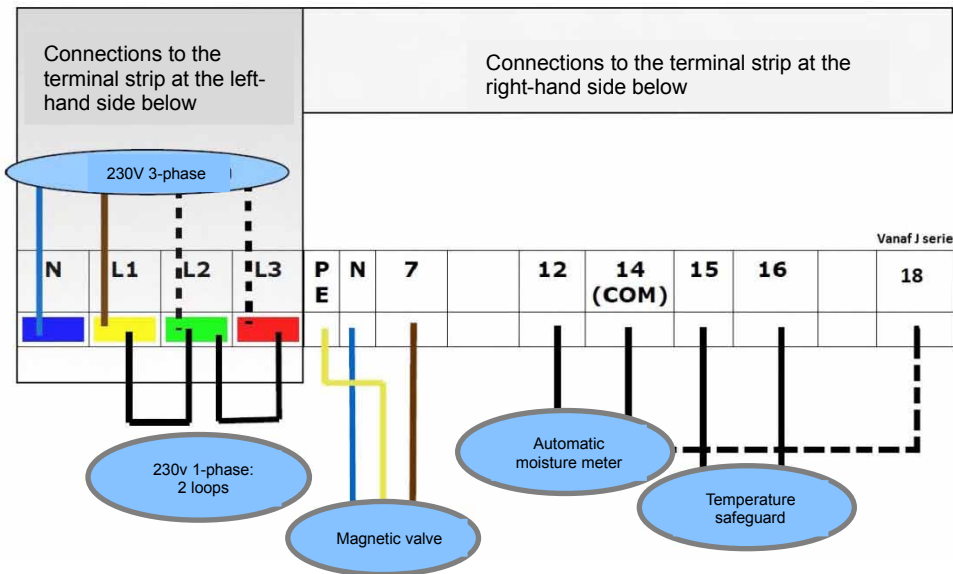 Connections to the
terminal strip at the left-
hand side below
Connections to the terminal strip at the
right-hand side below
230V 3-phase
Vanaf J serie
N
L1
L2
L3
P
E
N
7
12
14
(COM)
15
16
18
230v 1-phase:
2 loops
Magnetic valve
Automatic
moisture meter
Temperature
safeguard